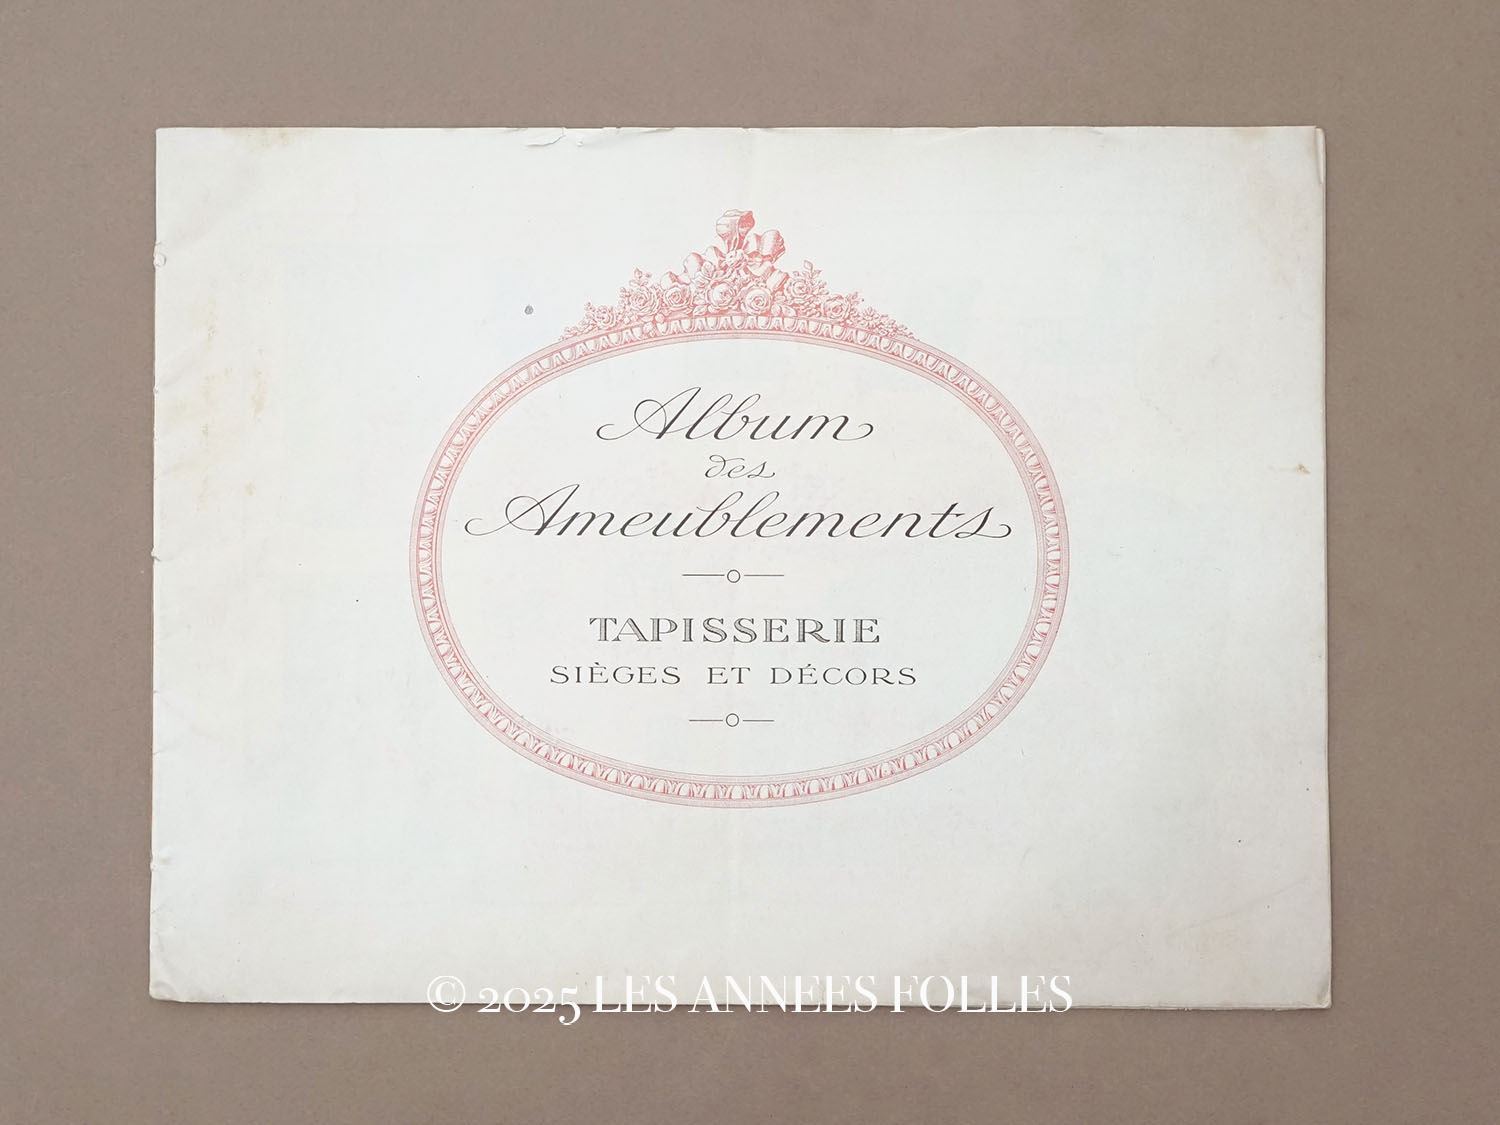 Album
des
Ameublements
TAPISSERIE
SIÈGES ET DÉCORS
© 2025 LES ANNEES FOLLES